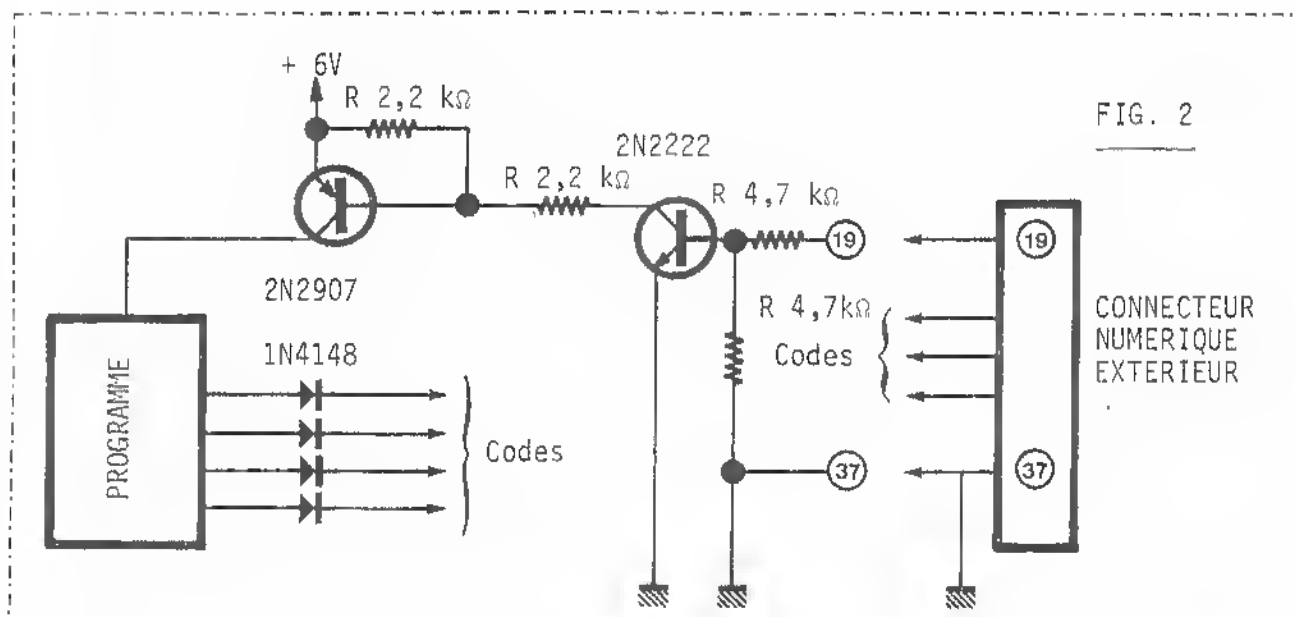 + 6V
R 2,2 kΩ
FIG. 2
2N2222
R 2,2 kΩ
R 4,7 kΩ
19
19
2N2907
R 4,7kΩ
CONNECTEUR
NUMERIQUE
EXTERIEUR
Codes
1N4148
PROGRAMME
Codes
37
37